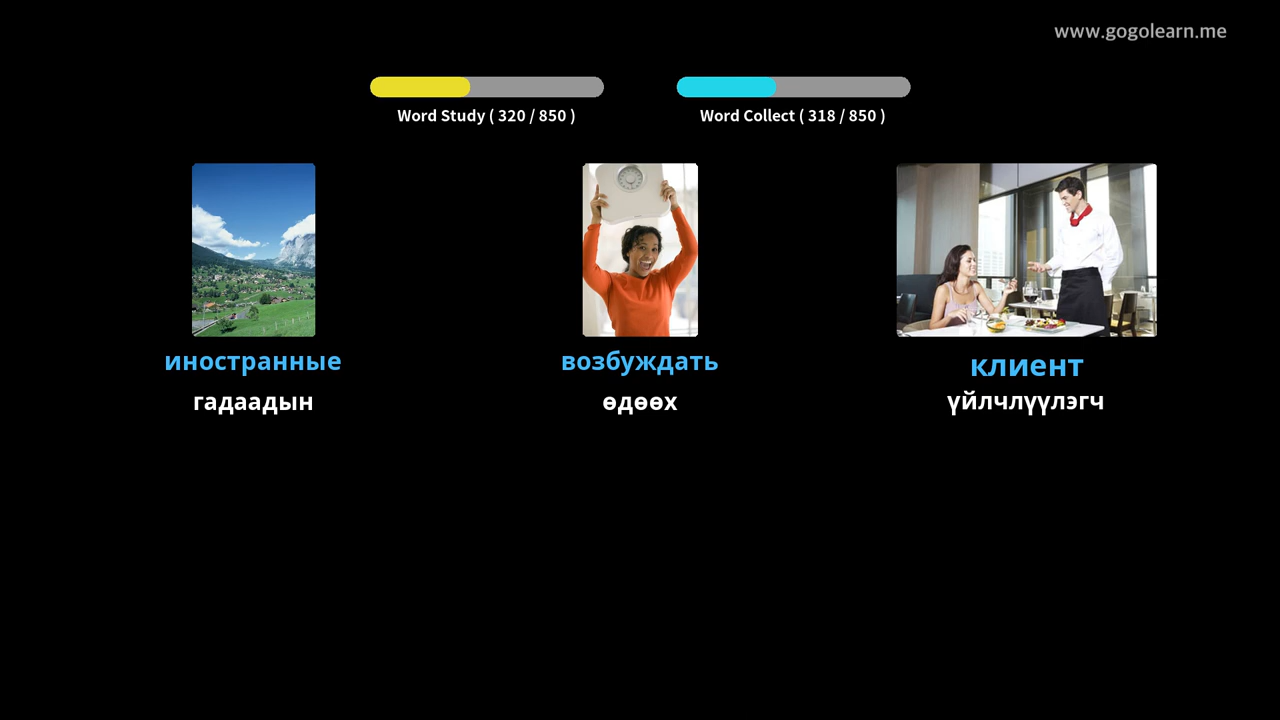 www.gogolearn.me
Word Study ( 320 / 850 )
Word Collect ( 318 / 850 )
иностранные
возбуждать
клиент
гадаадын
өдөөх
үйлчлүүлэгч